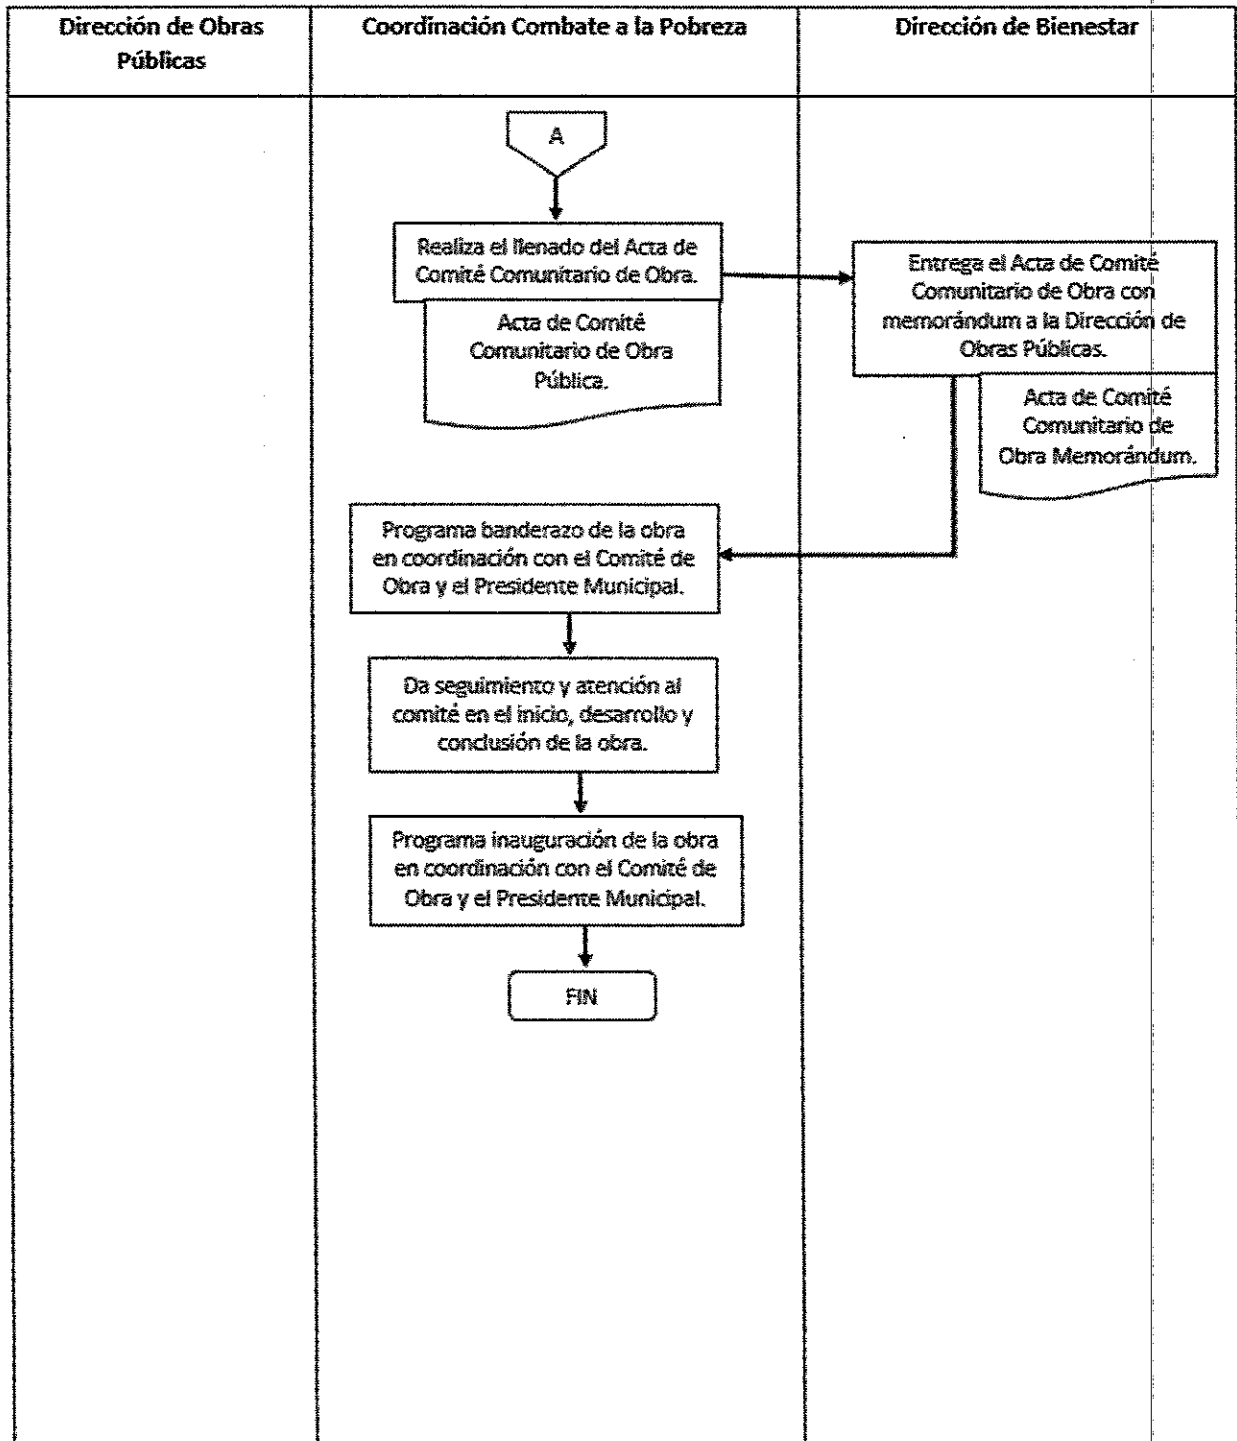 Dirección de Obras
Públicas
Coordinación Combate a la Pobreza
Dirección de Bienestar
A
Realiza el llenado del Acta de
Comité Comunitario de Obra.
Acta de Comité
Comunitario de Obra
Pública.
Entrega el Acta de Comité
Comunitario de Obra con
memorándum a la Dirección de
Obras Públicas.
Acta de Comité
Comunitario de
Obra Memorándum.
Programa banderazo de la obra
en coordinación con el Comité de
Obra y el Presidente Municipal.
Da seguimiento y atención al
comité en el inicio, desarrollo y
conclusión de la obra.
Programa inauguración de la obra
en coordinación con el Comité de
Obra y el Presidente Municipal.
FIN